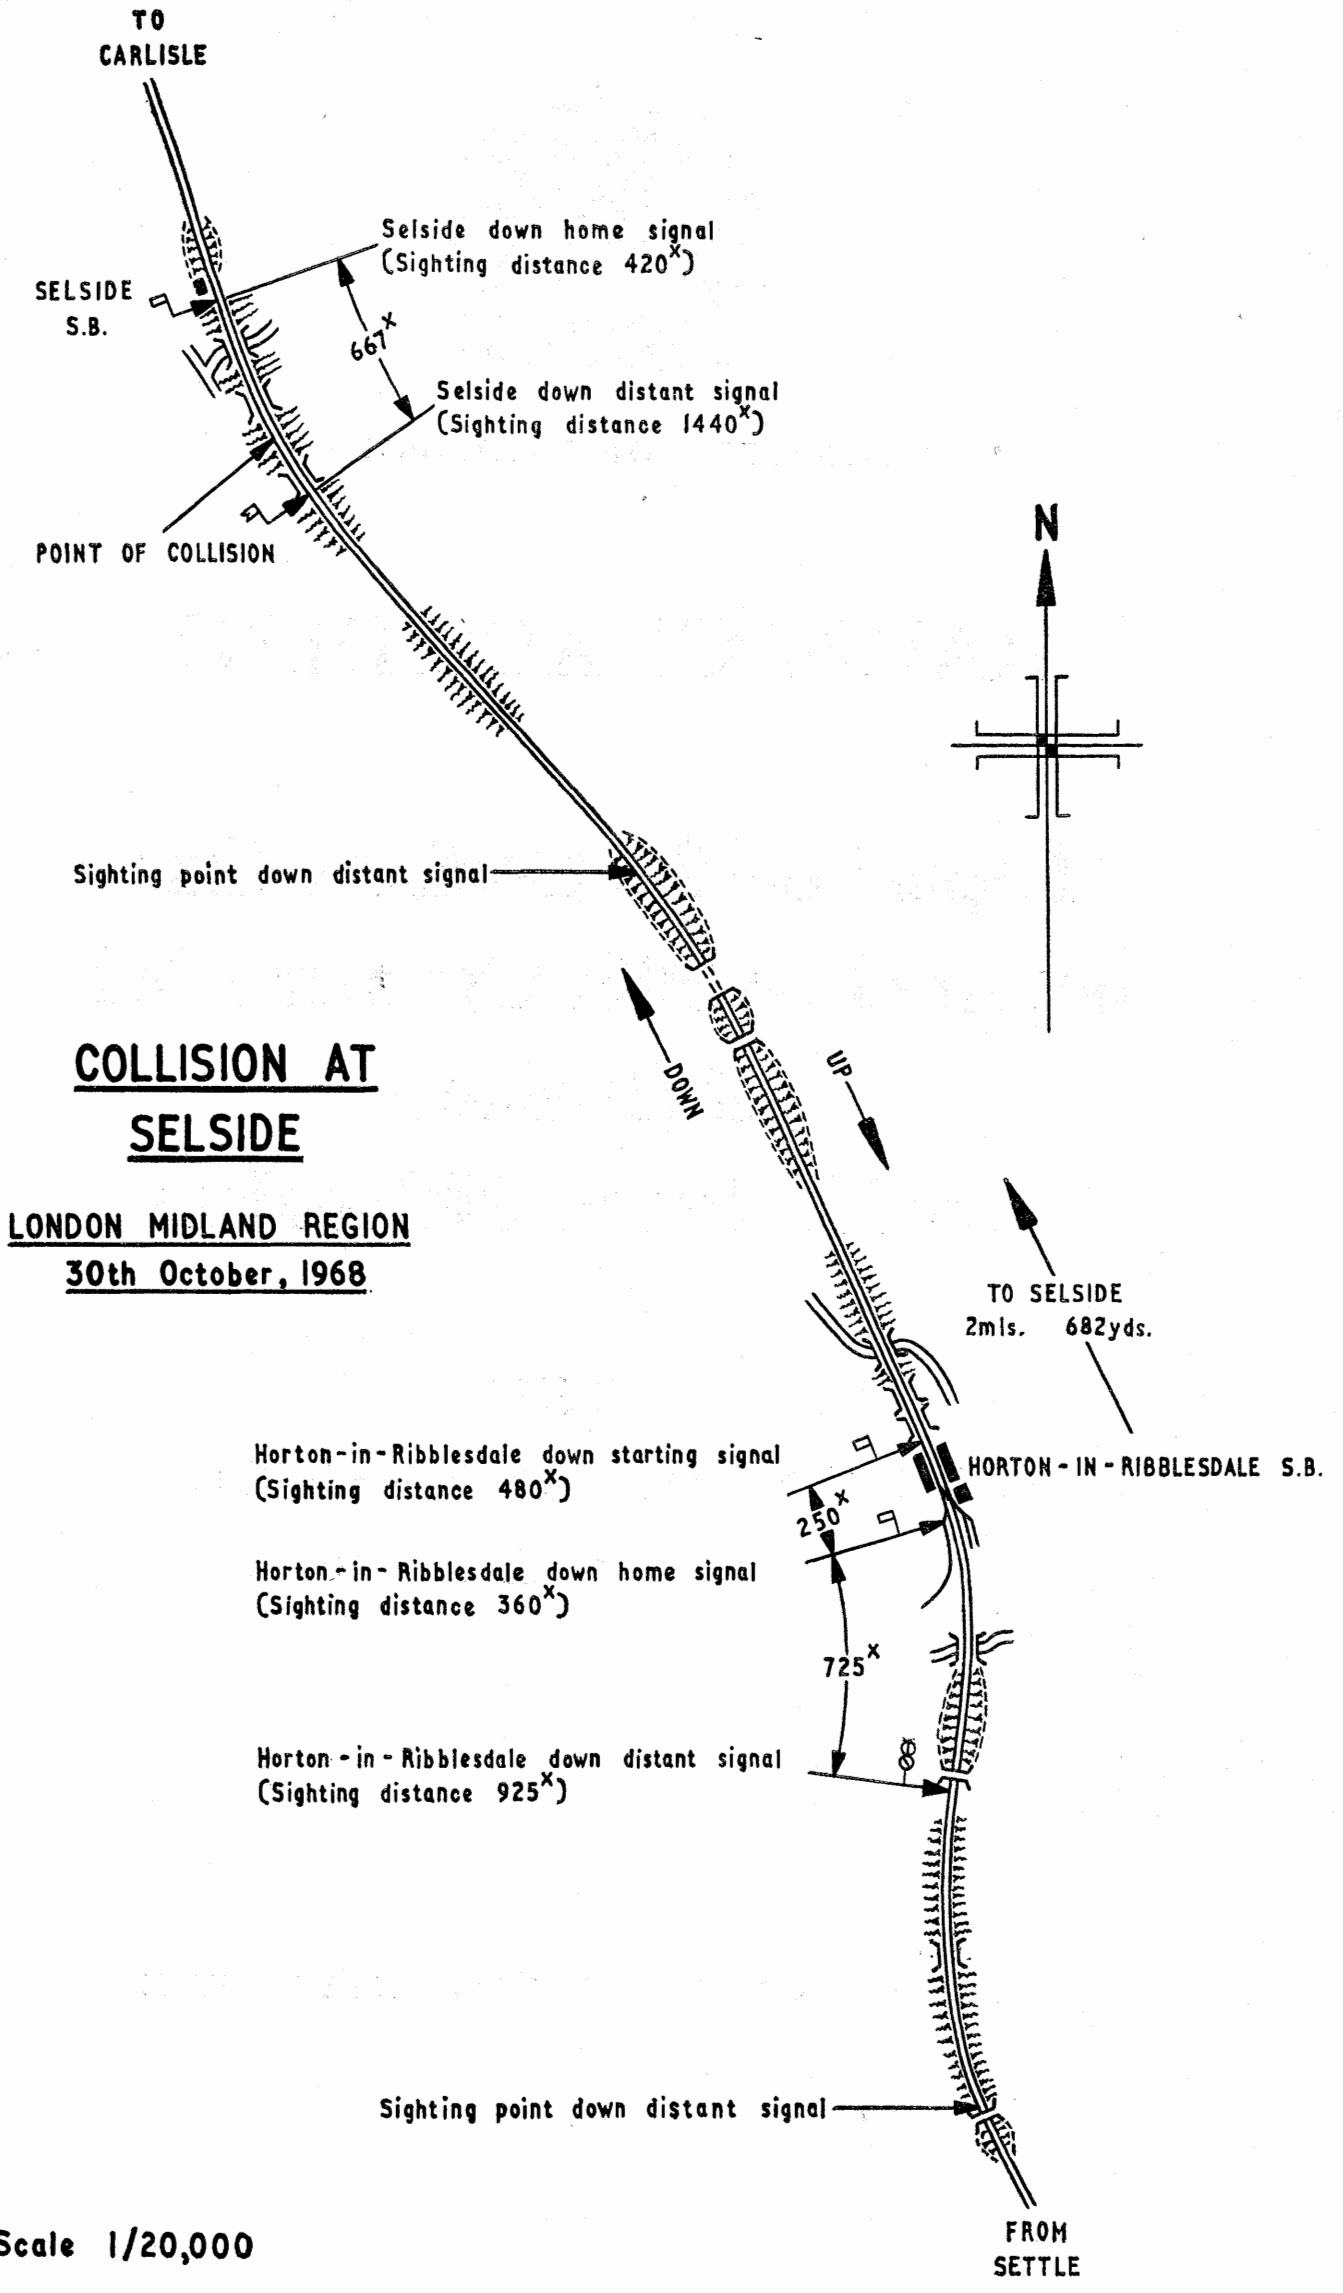 TO
CARLISLE
Selside down home signal
(Sighting distance 420ˣ)
SELSIDE
S.B.
667ˣ
Selside down distant signal
(Sighting distance 1440ˣ)
POINT OF COLLISION
N
Sighting point down distant signal
DOWN
UP
COLLISION AT
SELSIDE
LONDON MIDLAND REGION
30th October, 1968
TO SELSIDE
2mls. 682yds.
Horton-in-Ribblesdale down starting signal
(Sighting distance 480ˣ)
HORTON-IN-RIBBLESDALE S.B.
250ˣ
Horton-in-Ribblesdale down home signal
(Sighting distance 360ˣ)
725ˣ
Horton-in-Ribblesdale down distant signal
(Sighting distance 925ˣ)
Sighting point down distant signal
FROM
SETTLE
Scale 1/20,000